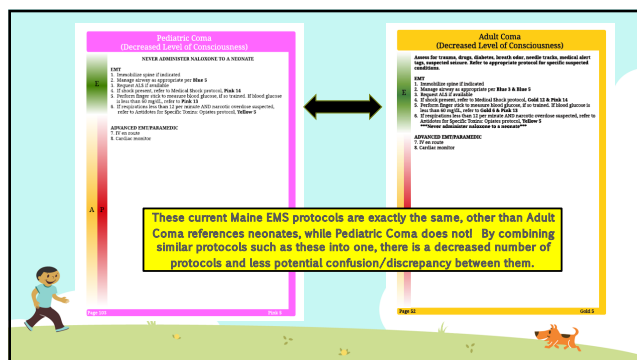 Pediatric Coma
(Decreased Level of Consciousness)
NEVER ADMINISTER NALOXONE TO A NEONATE
EMT
1. Immobilize spine if indicated
2. Manage airway as appropriate per Blue 5
3. Request ALS if available
4. If shock present, refer to Medical Shock protocol, Pink 14
5. Perform finger stick to measure blood glucose, if so trained. If blood glucose
is less than 60 mg/dL, refer to Pink 13
6. If respirations less than 12 per minute AND narcotic overdose suspected,
refer to Antidotes for Specific Toxins: Opiates protocol, Yellow 5
E
ADVANCED EMT/PARAMEDIC
7. IV en route
8. Cardiac monitor
A P
Pink 5
Adult Coma
(Decreased Level of Consciousness)
Assess for trauma, drugs, diabetes, breath odor, needle tracks, medical alert
tags, suspected seizure. Refer to appropriate protocol for specific suspected
conditions.
EMT
1. Immobilize spine if indicated
2. Manage airway as appropriate per Blue 3 & Blue 5
3. Request ALS if available
4. If shock present, refer to Medical Shock protocol, Gold 12 & Pink 14
5. Perform finger stick to measure blood glucose, if so trained. If blood glucose is
less than 60 mg/dL, refer to Gold 6 & Pink 13
6. If respirations less than 12 per minute AND narcotic overdose suspected, refer to
Antidotes for Specific Toxins: Opiates protocol, Yellow 5
***Never administer naloxone to a neonate***
E
ADVANCED EMT/PARAMEDIC
7. IV en route
8. Cardiac monitor
Page 52
Gold 5
These current Maine EMS protocols are exactly the same, other than Adult
Coma references neonates, while Pediatric Coma does not! By combining
similar protocols such as these into one, there is a decreased number of
protocols and less potential confusion/discrepancy between them.